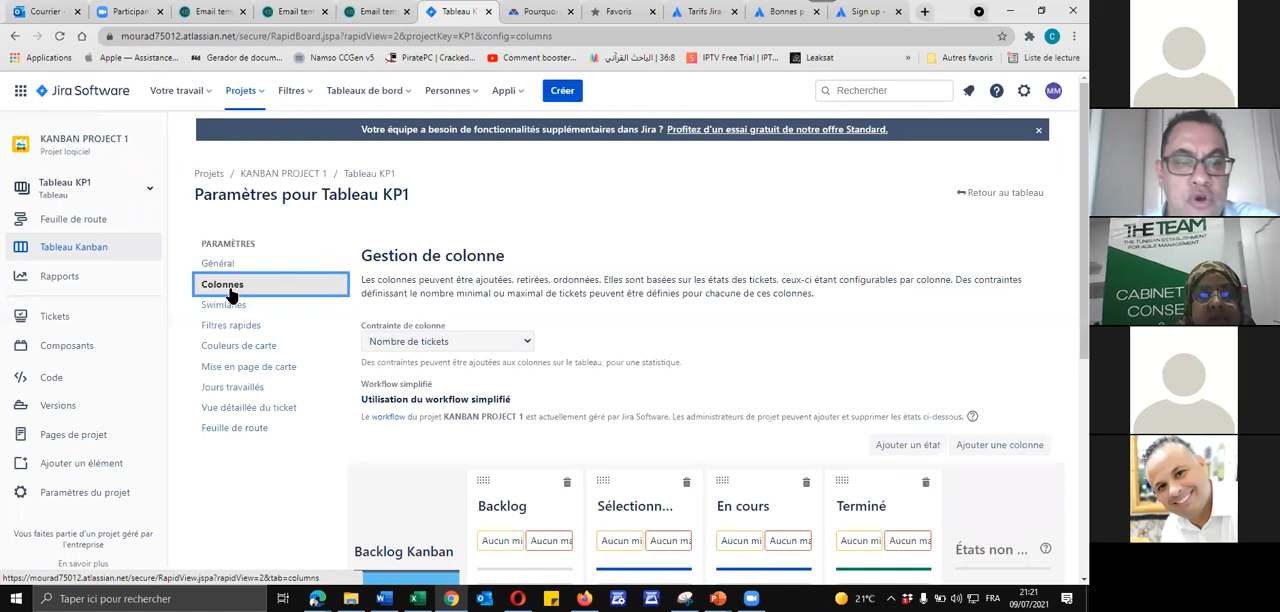 Courrier -
Participan
Email tem
Email tem
Email tem
Tableau K
Pourquo
Favoris
Tarifs Jira -
Bonnes p
Sign up -
mourad75012.atlassian.net/secure/RapidBoard.jspa?rapidView=2&projectKey=KP1&config=columns
Applications
Apple — Assistance...
Gerador de docum...
Namso CCGen v5
PiratePC | Cracked...
Comment booster...
36:8 | الباحث القرآني
IPTV Free Trial | IPT...
Leaksat
»
Autres favoris
Liste de lecture
Jira Software
Votre travail
Projets
Filtres
Tableaux de bord
Personnes
Appli
Créer
Rechercher
MM
Votre équipe a besoin de fonctionnalités supplémentaires dans Jira ? Profitez d'un essai gratuit de notre offre Standard.
KANBAN PROJECT 1
Projet logiciel
Tableau KP1
Tableau
Feuille de route
Tableau Kanban
Rapports
Tickets
Composants
Code
Versions
Pages de projet
Ajouter un élément
Paramètres du projet
Vous faites partie d'un projet géré par
l'entreprise
En savoir plus
Projets / KANBAN PROJECT 1 / Tableau KP1
Paramètres pour Tableau KP1
Retour au tableau
PARAMÈTRES
Général
Colonnes
Swimlanes
Filtres rapides
Couleurs de carte
Mise en page de carte
Jours travaillés
Vue détaillée du ticket
Feuille de route
Gestion de colonne
Les colonnes peuvent être ajoutées, retirées, ordonnées. Elles sont basées sur les états des tickets, ceux-ci étant configurables par colonne. Des contraintes
définissant le nombre minimal ou maximal de tickets peuvent être définies pour chacune de ces colonnes.
Contrainte de colonne
Nombre de tickets
Des contraintes peuvent être ajoutées aux colonnes sur le tableau, pour une statistique.
Workflow simplifié
Utilisation du workflow simplifié
Le workflow du projet KANBAN PROJECT 1 est actuellement géré par Jira Software. Les administrateurs de projet peuvent ajouter et supprimer les états ci-dessous.
Ajouter un état
Ajouter une colonne
Backlog Kanban
Backlog
Aucun mi
Aucun ma
Sélectionn...
Aucun mi
Aucun ma
En cours
Aucun mi
Aucun ma
Terminé
Aucun mi
Aucun ma
États non ...
https://mourad75012.atlassian.net/secure/RapidView.jspa?rapidView=2&tab=columns
Taper ici pour rechercher
21°C
FRA
21:21
09/07/2021
THE TEAM
THE TUNISIAN ESTABLISHMENT
FOR AGILE MANAGEMENT
CABINET
CONSE